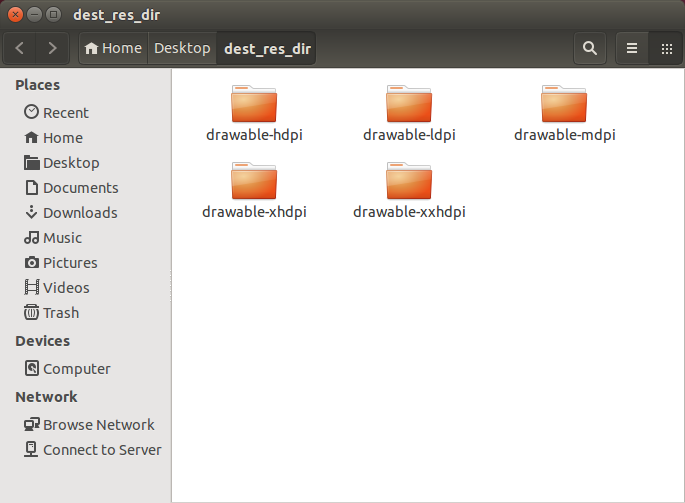 dest_res_dir
Home Desktop dest_res_dir
Places
Recent
Home
Desktop
Documents
Downloads
Music
Pictures
Videos
Trash
Devices
Computer
Network
Browse Network
Connect to Server
drawable-hdpi drawable-ldpi drawable-mdpi
drawable-xhdpi drawable-xxhdpi